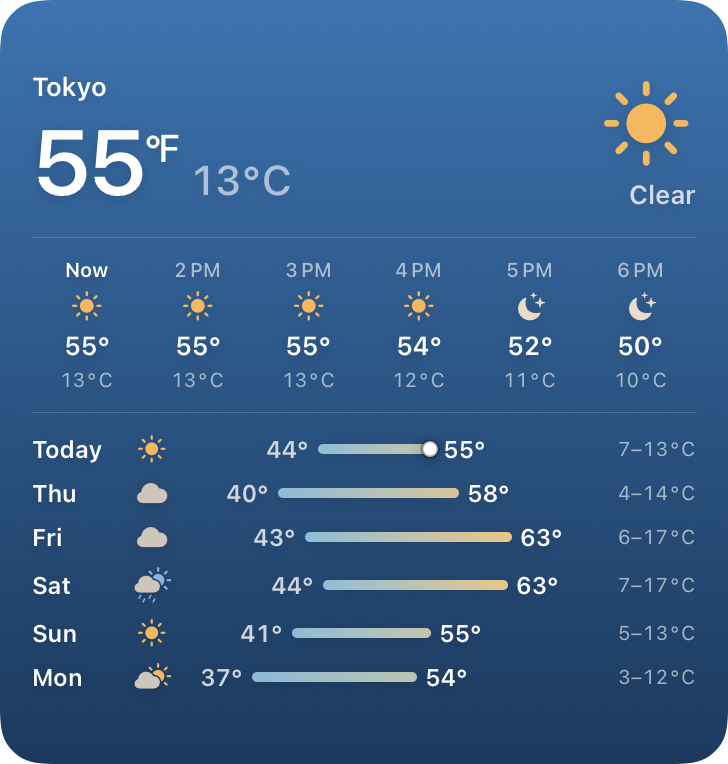 Tokyo
55°F 13°C
Clear
Now 2 PM 3 PM 4 PM 5 PM 6 PM
55° 55° 55° 54° 52° 50°
13°C 13°C 13°C 12°C 11°C 10°C
Today 44° 55° 7–13°C
Thu 40° 58° 4–14°C
Fri 43° 63° 6–17°C
Sat 44° 63° 7–17°C
Sun 41° 55° 5–13°C
Mon 37° 54° 3–12°C